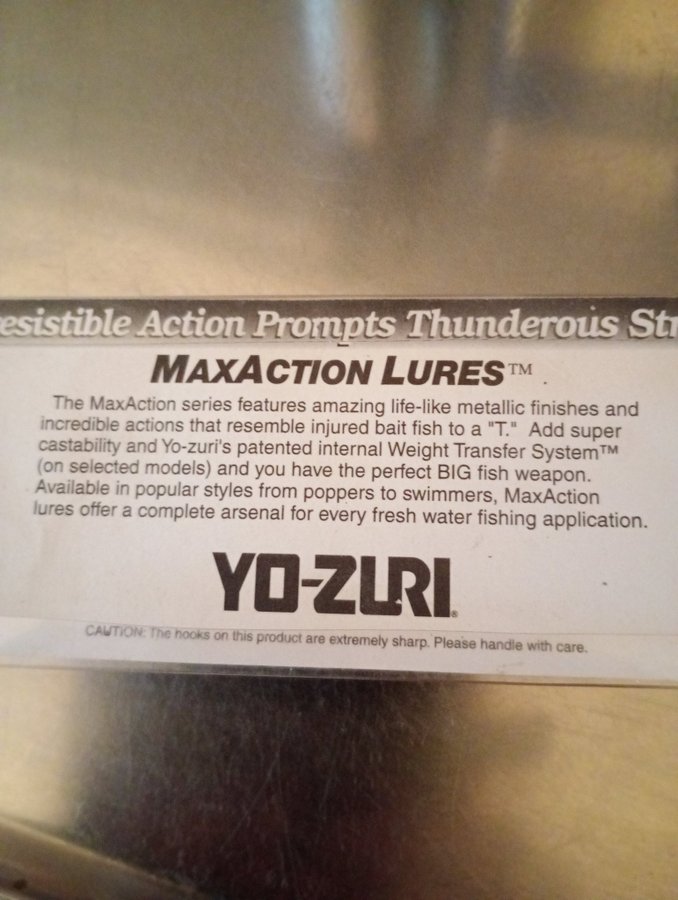 esistible Action Prompts Thunderous Str
MAXACTION LURES™
The MaxAction series features amazing life-like metallic finishes and
incredible actions that resemble injured bait fish to a "T." Add super
castability and Yo-zuri's patented internal Weight Transfer System™
(on selected models) and you have the perfect BIG fish weapon.
Available in popular styles from poppers to swimmers, MaxAction
lures offer a complete arsenal for every fresh water fishing application.
YO-ZURI®
CAUTION: The hooks on this product are extremely sharp. Please handle with care.